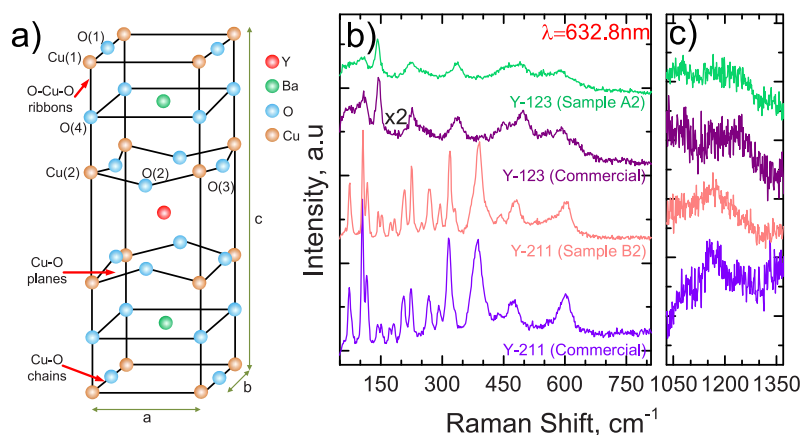 a)
O(1)
Cu(1)
O-Cu-O
ribbons
O(4)
Cu(2)
O(2)
O(3)
Cu-O
planes
Cu-O
chains
a
b
c
Y
Ba
O
Cu
b)
λ=632.8nm
Y-123 (Sample A2)
x2
Y-123 (Commercial)
Y-211 (Sample B2)
Y-211 (Commercial)
Intensity, a.u
150 300 450 600
Raman Shift, cm⁻¹
c)
1050 1200 1350